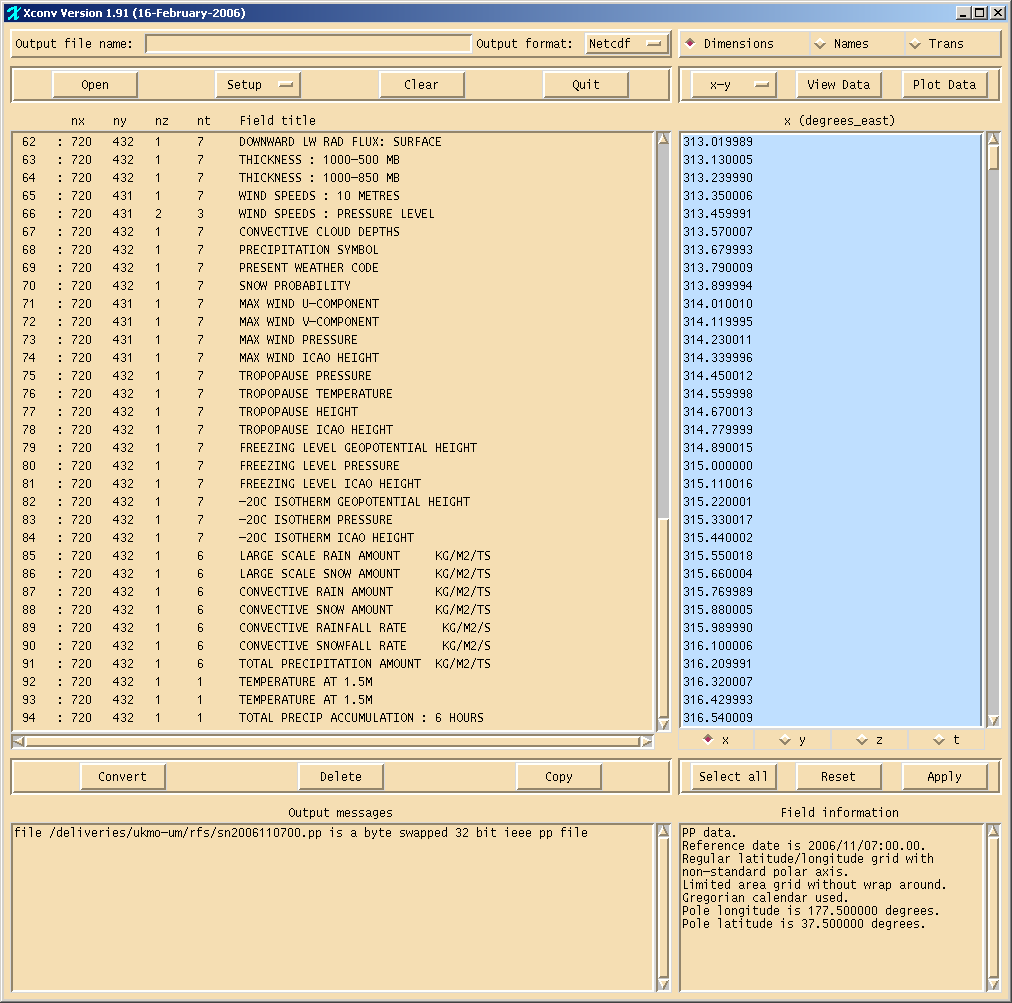 Xconv Version 1.91 (16-February-2006)
Output file name: Output format: Netcdf
Dimensions Names Trans
Open Setup Clear Quit
x-y View Data Plot Data
nx ny nz nt Field title
62 : 720 432 1 7 DOWNWARD LW RAD FLUX: SURFACE
63 : 720 432 1 7 THICKNESS : 1000-500 MB
64 : 720 432 1 7 THICKNESS : 1000-850 MB
65 : 720 431 1 7 WIND SPEEDS : 10 METRES
66 : 720 431 2 3 WIND SPEEDS : PRESSURE LEVEL
67 : 720 432 1 7 CONVECTIVE CLOUD DEPTHS
68 : 720 432 1 7 PRECIPITATION SYMBOL
69 : 720 432 1 7 PRESENT WEATHER CODE
70 : 720 432 1 7 SNOW PROBABILITY
71 : 720 431 1 7 MAX WIND U-COMPONENT
72 : 720 431 1 7 MAX WIND V-COMPONENT
73 : 720 431 1 7 MAX WIND PRESSURE
74 : 720 431 1 7 MAX WIND ICAO HEIGHT
75 : 720 432 1 7 TROPOPAUSE PRESSURE
76 : 720 432 1 7 TROPOPAUSE TEMPERATURE
77 : 720 432 1 7 TROPOPAUSE HEIGHT
78 : 720 432 1 7 TROPOPAUSE ICAO HEIGHT
79 : 720 432 1 7 FREEZING LEVEL GEOPOTENTIAL HEIGHT
80 : 720 432 1 7 FREEZING LEVEL PRESSURE
81 : 720 432 1 7 FREEZING LEVEL ICAO HEIGHT
82 : 720 432 1 7 -20C ISOTHERM GEOPOTENTIAL HEIGHT
83 : 720 432 1 7 -20C ISOTHERM PRESSURE
84 : 720 432 1 7 -20C ISOTHERM ICAO HEIGHT
85 : 720 432 1 6 LARGE SCALE RAIN AMOUNT KG/M2/TS
86 : 720 432 1 6 LARGE SCALE SNOW AMOUNT KG/M2/TS
87 : 720 432 1 6 CONVECTIVE RAIN AMOUNT KG/M2/TS
88 : 720 432 1 6 CONVECTIVE SNOW AMOUNT KG/M2/TS
89 : 720 432 1 6 CONVECTIVE RAINFALL RATE KG/M2/S
90 : 720 432 1 6 CONVECTIVE SNOWFALL RATE KG/M2/S
91 : 720 432 1 6 TOTAL PRECIPITATION AMOUNT KG/M2/TS
92 : 720 432 1 1 TEMPERATURE AT 1.5M
93 : 720 432 1 1 TEMPERATURE AT 1.5M
94 : 720 432 1 1 TOTAL PRECIP ACCUMULATION : 6 HOURS
x (degrees_east)
313.019989
313.130005
313.239990
313.350006
313.459991
313.570007
313.679993
313.790009
313.899994
314.010010
314.119995
314.230011
314.339996
314.450012
314.559998
314.670013
314.779999
314.890015
315.000000
315.110016
315.220001
315.330017
315.440002
315.550018
315.660004
315.769989
315.880005
315.989990
316.100006
316.209991
316.320007
316.429993
316.540009
x y z t
Convert Delete Copy
Select all Reset Apply
Output messages
file /deliveries/ukmo-um/rfs/sn2006110700.pp is a byte swapped 32 bit ieee pp file
Field information
PP data.
Reference date is 2006/11/07:00.00.
Regular latitude/longitude grid with
non-standard polar axis.
Limited area grid without wrap around.
Gregorian calendar used.
Pole longitude is 177.500000 degrees.
Pole latitude is 37.500000 degrees.